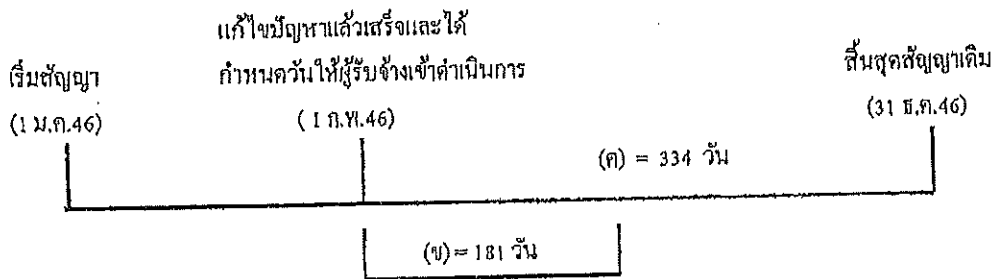 แก้ไขปัญหาแล้วเสร็จและได้
เริ่มสัญญา กำหนดวันให้ผู้รับจ้างเข้าดำเนินการ สิ้นสุดสัญญาเดิม
(1 ม.ค.46) (1 ก.พ.46) (31 ธ.ค.46)
(ค) = 334 วัน
(ข) = 181 วัน